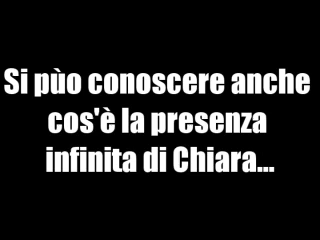 Si pùo conoscere anche
cos'è la presenza
infinita di Chiara...